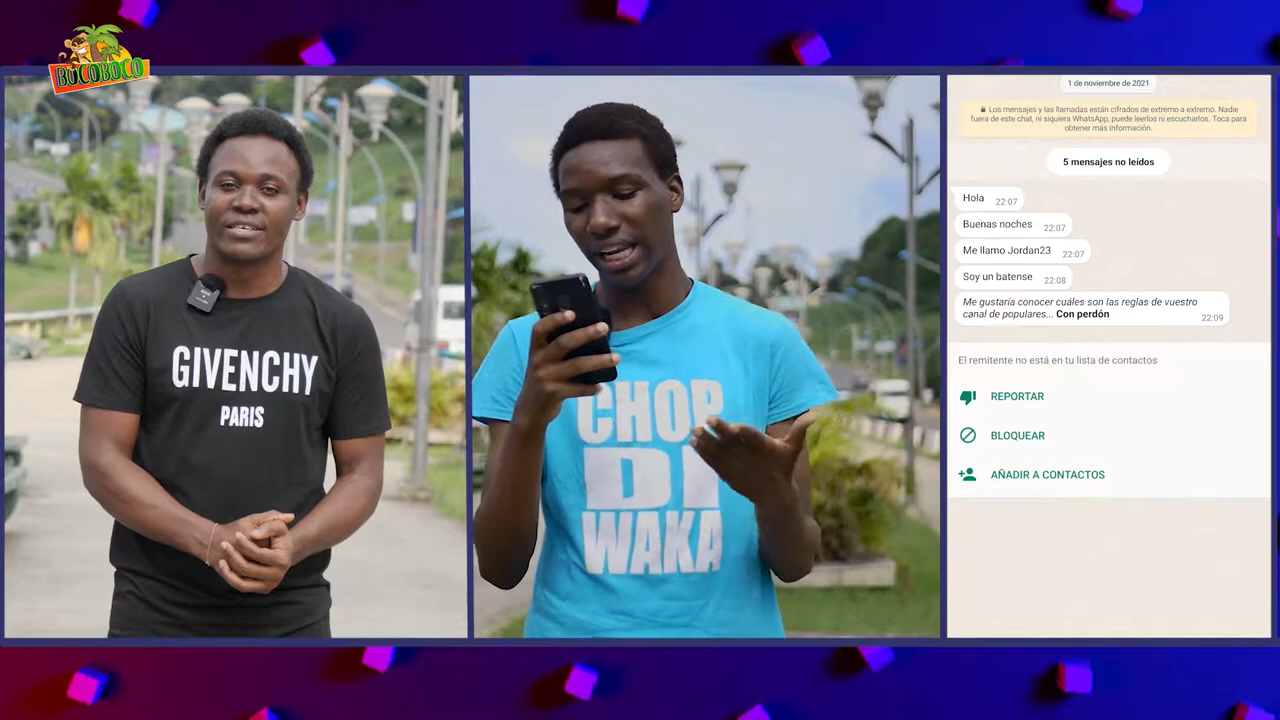 BUCOBOCO
GIVENCHY
PARIS
CHOP
DI
WAKA
1 de noviembre de 2021
Los mensajes y las llamadas están cifrados de extremo a extremo. Nadie
fuera de este chat, ni siquiera WhatsApp, puede leerlos ni escucharlos. Toca para
obtener más información.
5 mensajes no leídos
Hola 22:07
Buenas noches 22:07
Me llamo Jordan23 22:07
Soy un batense 22:08
Me gustaría conocer cuáles son las reglas de vuestro
canal de populares... Con perdón 22:09
El remitente no está en tu lista de contactos
REPORTAR
BLOQUEAR
AÑADIR A CONTACTOS